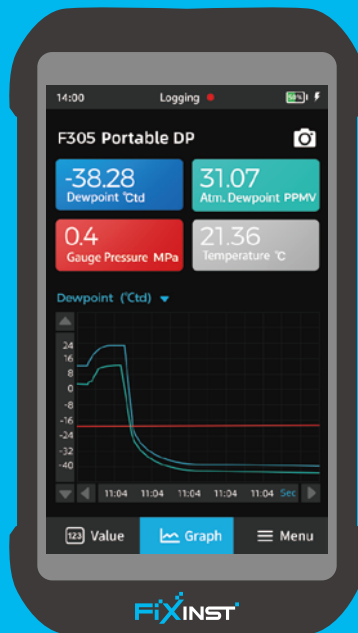 14:00 Logging 50%
F305 Portable DP
-38.28
Dewpoint °Ctd
31.07
Atm. Dewpoint PPMV
0.4
Gauge Pressure MPa
21.36
Temperature °C
Dewpoint (°Ctd)
24
16
8
0
-8
-16
-24
-32
-40
11:04 11:04 11:04 11:04 11:04 Sec
123 Value Graph Menu
FiXINST